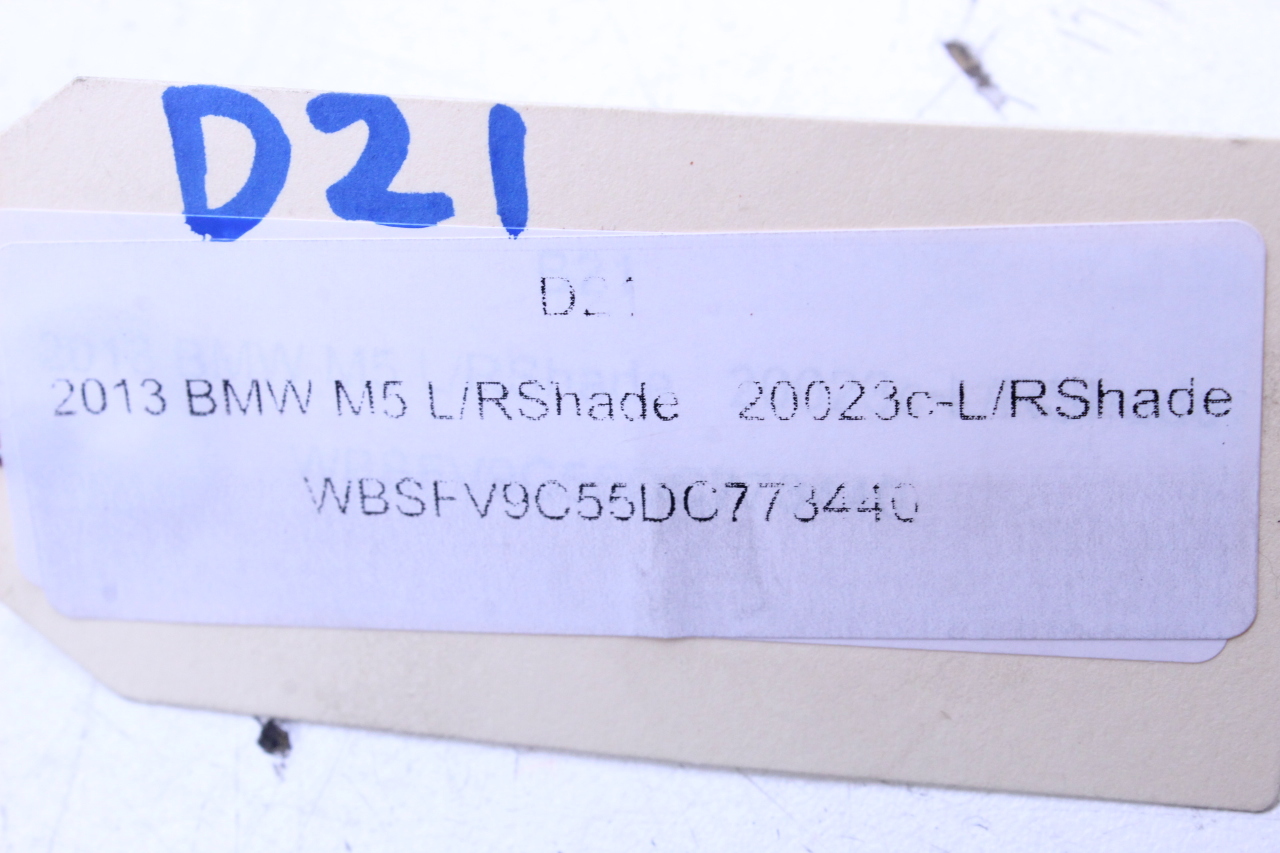 D21
D21
2013 BMW M5 L/RShade 20023c-L/RShade
WBSFV9C55DC773440